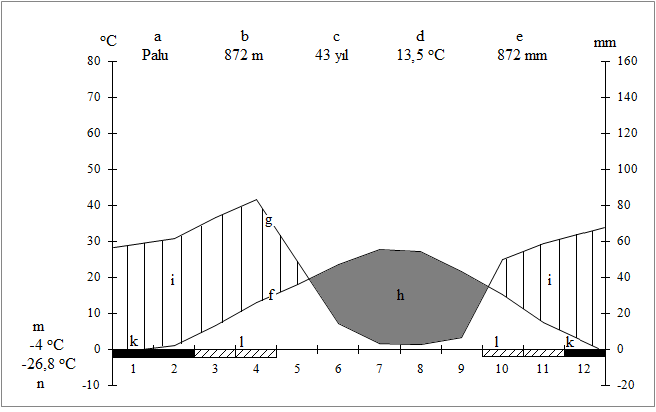 a b c d e
°C Palu 872 m 43 yıl 13,5 °C 872 mm mm
80 160
70 140
60 120
50 100
40 80
g
30 60
i i
20 40
f h
10 20
m
-4 °C k l l k
0 0
-26,8 °C
1 2 3 4 5 6 7 8 9 10 11 12
n -10 -20